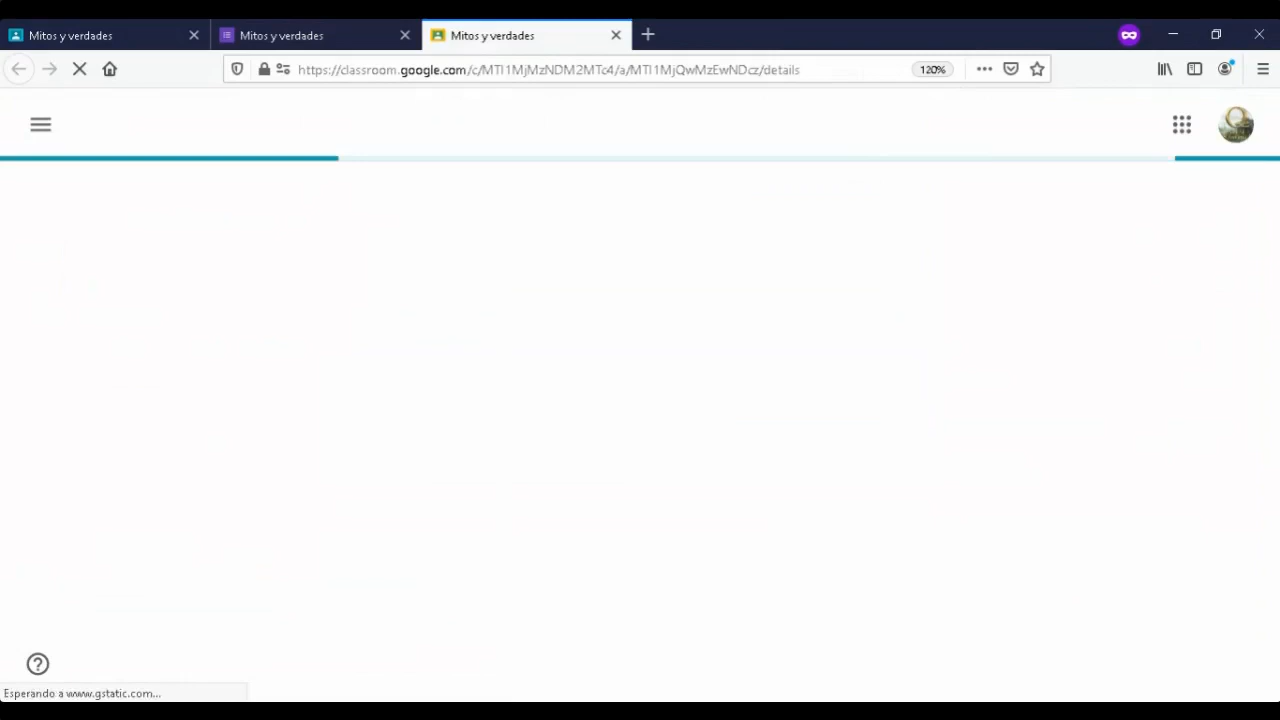 Mitos y verdades
Mitos y verdades
Mitos y verdades
https://classroom.google.com/c/MTI1MjMzNDM2MTc4/a/MTI1MjQwMzEwNDcz/details
120%
Esperando a www.gstatic.com...